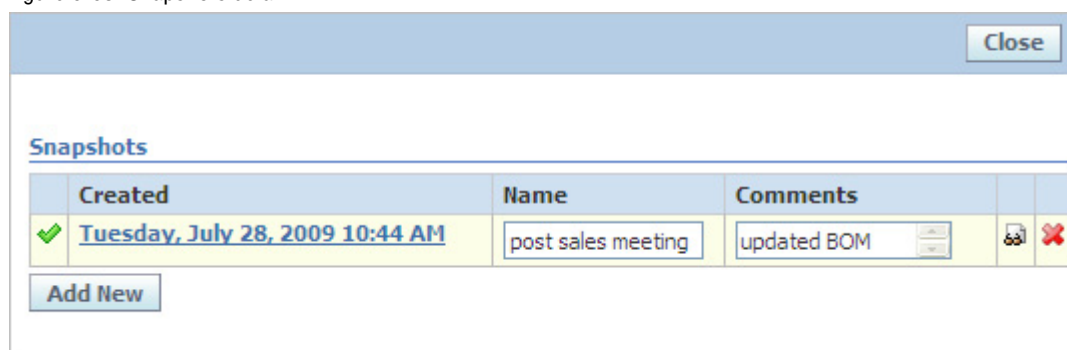 Close
Snapshots
Created Name Comments
Tuesday, July 28, 2009 10:44 AM post sales meeting updated BOM
Add New